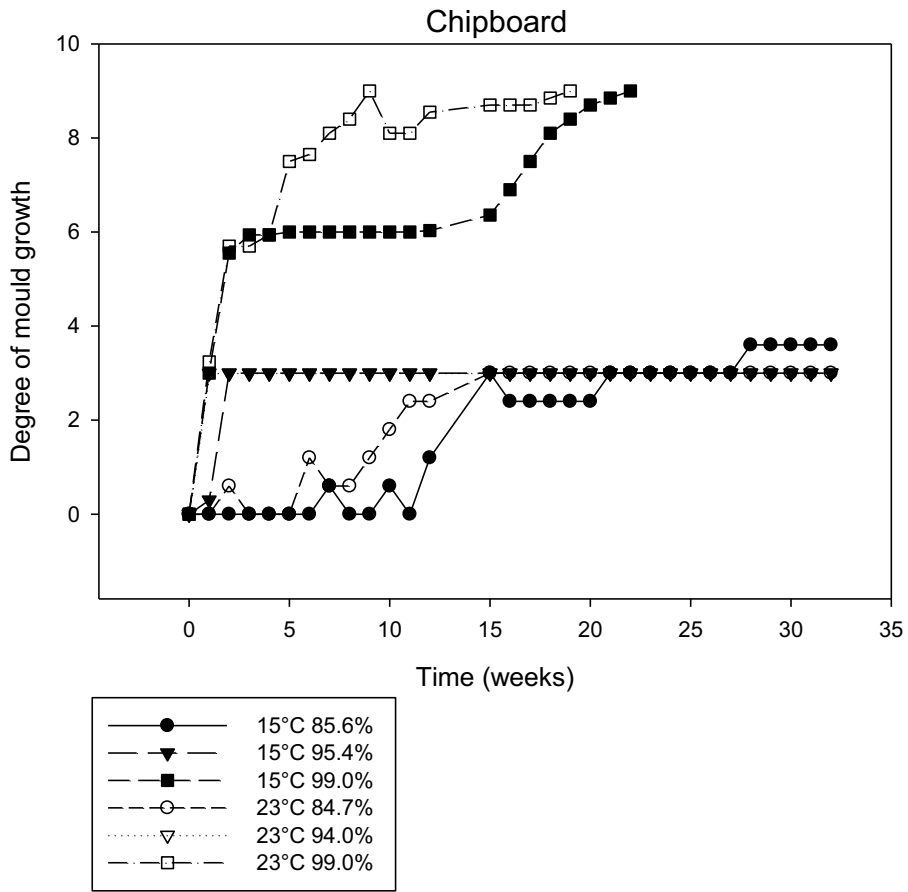 Chipboard
10
8
6
4
2
0
Degree of mould growth
0 5 10 15 20 25 30 35
Time (weeks)
15°C 85.6%
15°C 95.4%
15°C 99.0%
23°C 84.7%
23°C 94.0%
23°C 99.0%